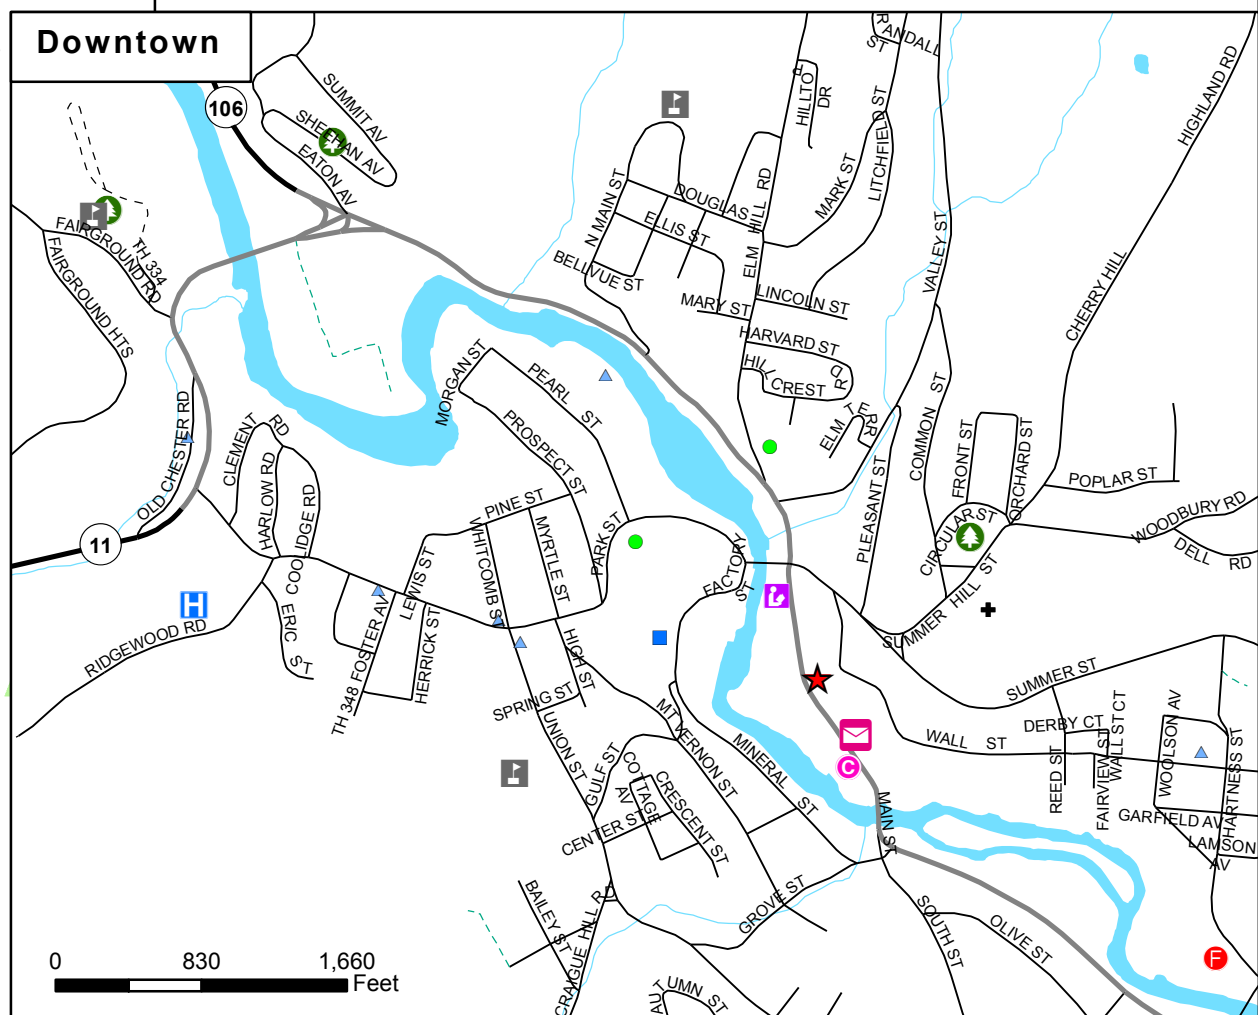 Downtown
106
SUMMIT AV
SHEEHAN AV
EATON AV
RANDALL ST
HILLTOP DR
HIGHLAND RD
LITCHFIELD ST
MARK ST
DOUGLAS
N MAIN ST
ELLIS ST
ELM HILL RD
BELLVUE ST
VALLEY ST
FAIRGROUND RD
TH 334
FAIRGROUND HTS
CHERRY HILL
MARY ST
LINCOLN ST
HARVARD ST
HILL CREST RD
MORGAN ST
PEARL ST
ELM TERR
COMMON ST
OLD CHESTER RD
CLEMENT RD
HARLOW RD
COOLIDGE RD
PROSPECT ST
FRONT ST
ORCHARD ST
POPLAR ST
PLEASANT ST
CIRCULAR ST
WOODBURY RD
DELL RD
PINE ST
WHITCOMB ST
MYRTLE ST
PARK ST
11
LEWIS ST
FACTORY ST
H
RIDGEWOOD RD
ERIC ST
TH 348 FOSTER AV
HERRICK ST
HIGH ST
SUMMER HILL ST
SUMMER ST
SPRING ST
UNION ST
MT VERNON ST
MINERAL ST
WALL ST
DERBY CT
WALL ST CT
REED ST
FAIRVIEW ST
WOOLSON AV
HARTNESS ST
GULF ST
COTTAGE AV
CRESCENT ST
CENTER ST
C
MAIN ST
GARFIELD AV
LAMSON AV
BAILEY ST
CRAIGUE HILL RD
GROVE ST
SOUTH ST
OLIVE ST
AUTUMN ST
F
0 830 1,660
Feet